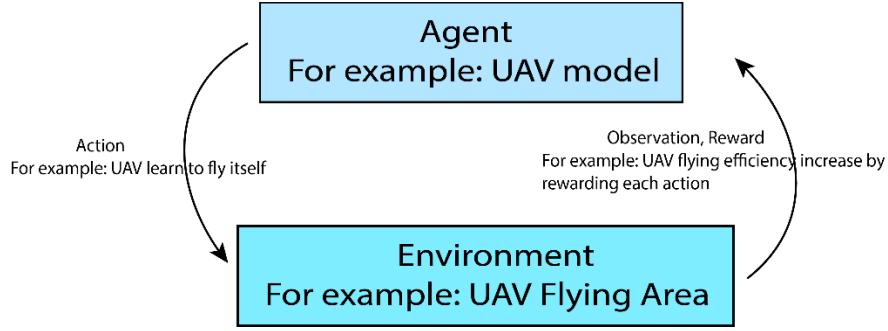 Agent
For example: UAV model
Action
For example: UAV learn to fly itself
Observation, Reward
For example: UAV flying efficiency increase by
rewarding each action
Environment
For example: UAV Flying Area